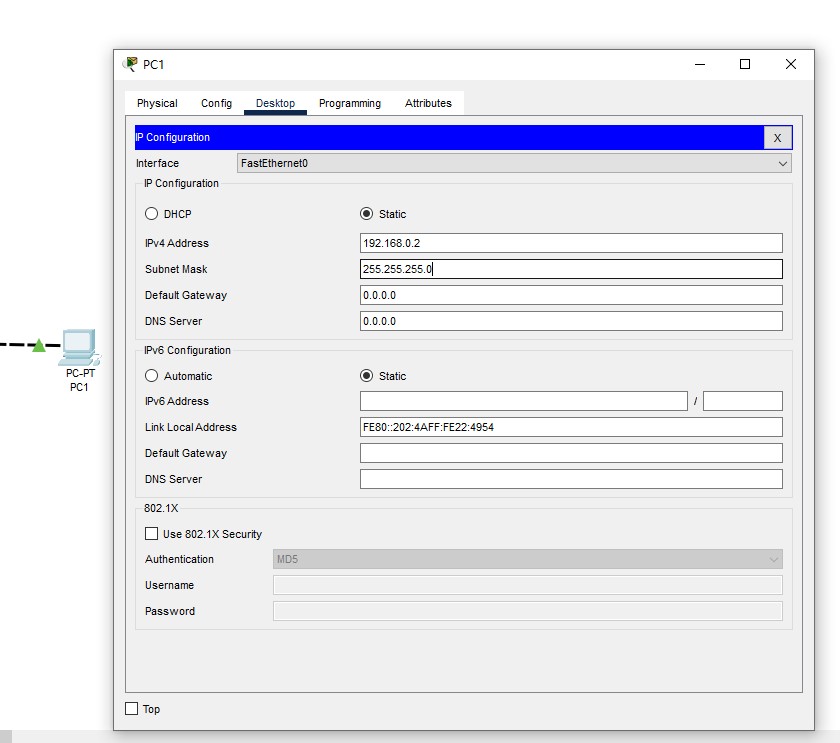 PC1
Physical Config Desktop Programming Attributes
IP Configuration X
Interface FastEthernet0
IP Configuration
DHCP Static
IPv4 Address 192.168.0.2
Subnet Mask 255.255.255.0
Default Gateway 0.0.0.0
DNS Server 0.0.0.0
IPv6 Configuration
Automatic Static
IPv6 Address /
Link Local Address FE80::202:4AFF:FE22:4954
Default Gateway
DNS Server
802.1X
Use 802.1X Security
Authentication MD5
Username
Password
Top
PC-PT
PC1